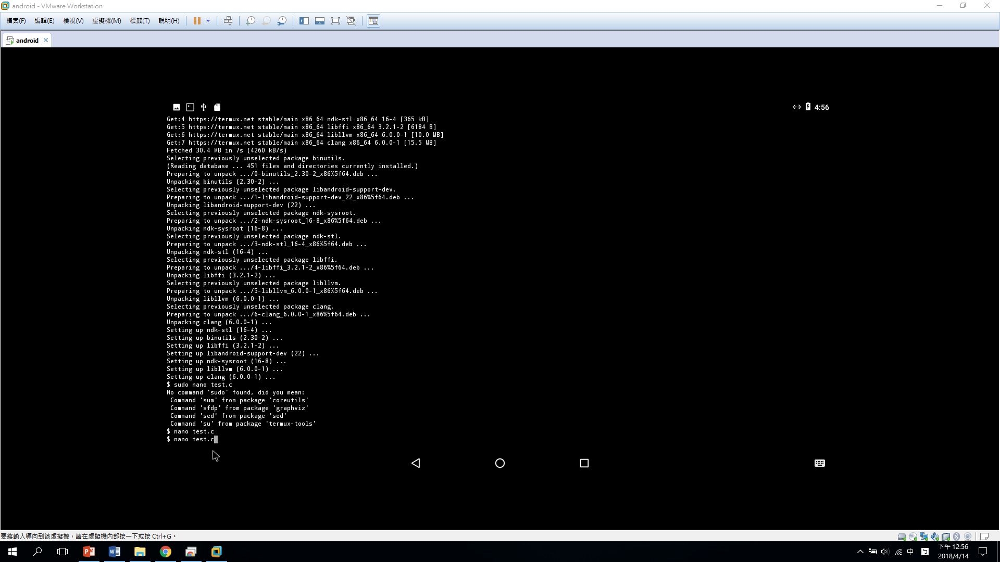 android - VMware Workstation
檔案(F) 編輯(E) 檢視(V) 虛擬機(M) 標籤(T) 說明(H)
android
4:56
Get:4 https://termux.net stable/main x86_64 ndk-stl x86_64 16-4 [365 kB]
Get:5 https://termux.net stable/main x86_64 libffi x86_64 3.2.1-2 [6184 B]
Get:6 https://termux.net stable/main x86_64 libllvm x86_64 6.0.0-1 [10.0 MB]
Get:7 https://termux.net stable/main x86_64 clang x86_64 6.0.0-1 [15.5 MB]
Fetched 30.4 MB in 7s (4260 kB/s)
Selecting previously unselected package binutils.
(Reading database ... 451 files and directories currently installed.)
Preparing to unpack .../0-binutils_2.30-2_x86%5f64.deb ...
Unpacking binutils (2.30-2) ...
Selecting previously unselected package libandroid-support-dev.
Preparing to unpack .../1-libandroid-support-dev_22_x86%5f64.deb ...
Unpacking libandroid-support-dev (22) ...
Selecting previously unselected package ndk-sysroot.
Preparing to unpack .../2-ndk-sysroot_16-8_x86%5f64.deb ...
Unpacking ndk-sysroot (16-8) ...
Selecting previously unselected package ndk-stl.
Preparing to unpack .../3-ndk-stl_16-4_x86%5f64.deb ...
Unpacking ndk-stl (16-4) ...
Selecting previously unselected package libffi.
Preparing to unpack .../4-libffi_3.2.1-2_x86%5f64.deb ...
Unpacking libffi (3.2.1-2) ...
Selecting previously unselected package libllvm.
Preparing to unpack .../5-libllvm_6.0.0-1_x86%5f64.deb ...
Unpacking libllvm (6.0.0-1) ...
Selecting previously unselected package clang.
Preparing to unpack .../6-clang_6.0.0-1_x86%5f64.deb ...
Unpacking clang (6.0.0-1) ...
Setting up ndk-stl (16-4) ...
Setting up binutils (2.30-2) ...
Setting up libffi (3.2.1-2) ...
Setting up libandroid-support-dev (22) ...
Setting up ndk-sysroot (16-8) ...
Setting up libllvm (6.0.0-1) ...
Setting up clang (6.0.0-1) ...
$ sudo nano test.c
No command 'sudo' found, did you mean:
Command 'sum' from package 'coreutils'
Command 'sfdp' from package 'graphviz'
Command 'sed' from package 'sed'
Command 'su' from package 'termux-tools'
$ nano test.c
$ nano test.c
要將輸入導向到該虛擬機，請在虛擬機內部按一下或按 Ctrl+G。
中
ㄅ
下午 12:56
2018/4/14